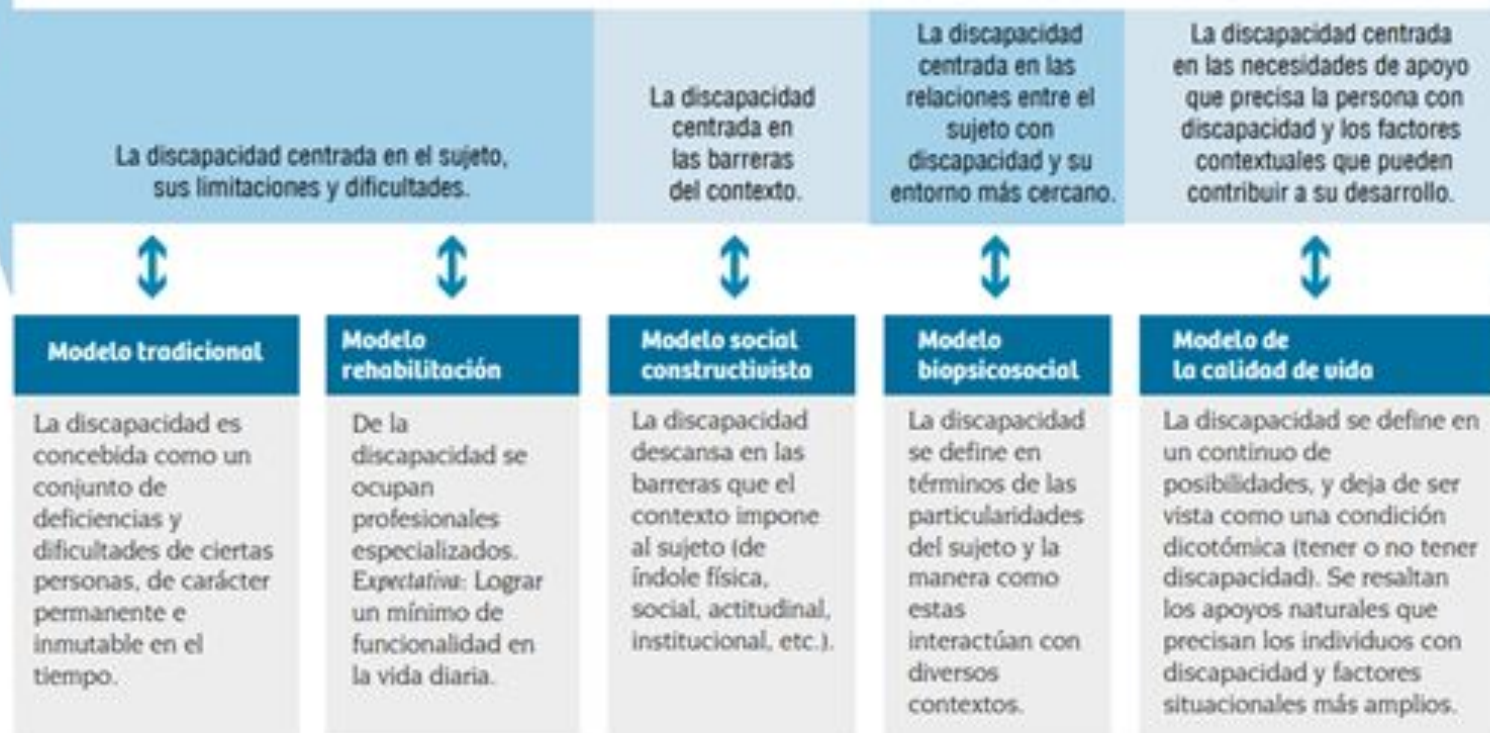 La discapacidad centrada en el sujeto,
sus limitaciones y dificultades.
La discapacidad
centrada en
las barreras
del contexto.
La discapacidad
centrada en las
relaciones entre el
sujeto con
discapacidad y su
entorno más cercano.
La discapacidad centrada
en las necesidades de apoyo
que precisa la persona con
discapacidad y los factores
contextuales que pueden
contribuir a su desarrollo.
Modelo tradicional
La discapacidad es
concebida como un
conjunto de
deficiencias y
dificultades de ciertas
personas, de carácter
permanente e
inmutable en el
tiempo.
Modelo
rehabilitación
De la
discapacidad se
ocupan
profesionales
especializados.
Expectativa: Lograr
un mínimo de
funcionalidad en
la vida diaria.
Modelo social
constructivista
La discapacidad
descansa en las
barreras que el
contexto impone
al sujeto (de
índole física,
social, actitudinal,
institucional, etc.).
Modelo
biopsicosocial
La discapacidad
se define en
términos de las
particularidades
del sujeto y la
manera como
estas
interactúan con
diversos
contextos.
Modelo de
la calidad de vida
La discapacidad se define en
un continuo de
posibilidades, y deja de ser
vista como una condición
dicotómica (tener o no tener
discapacidad). Se resaltan
los apoyos naturales que
precisan los individuos con
discapacidad y factores
situacionales más amplios.